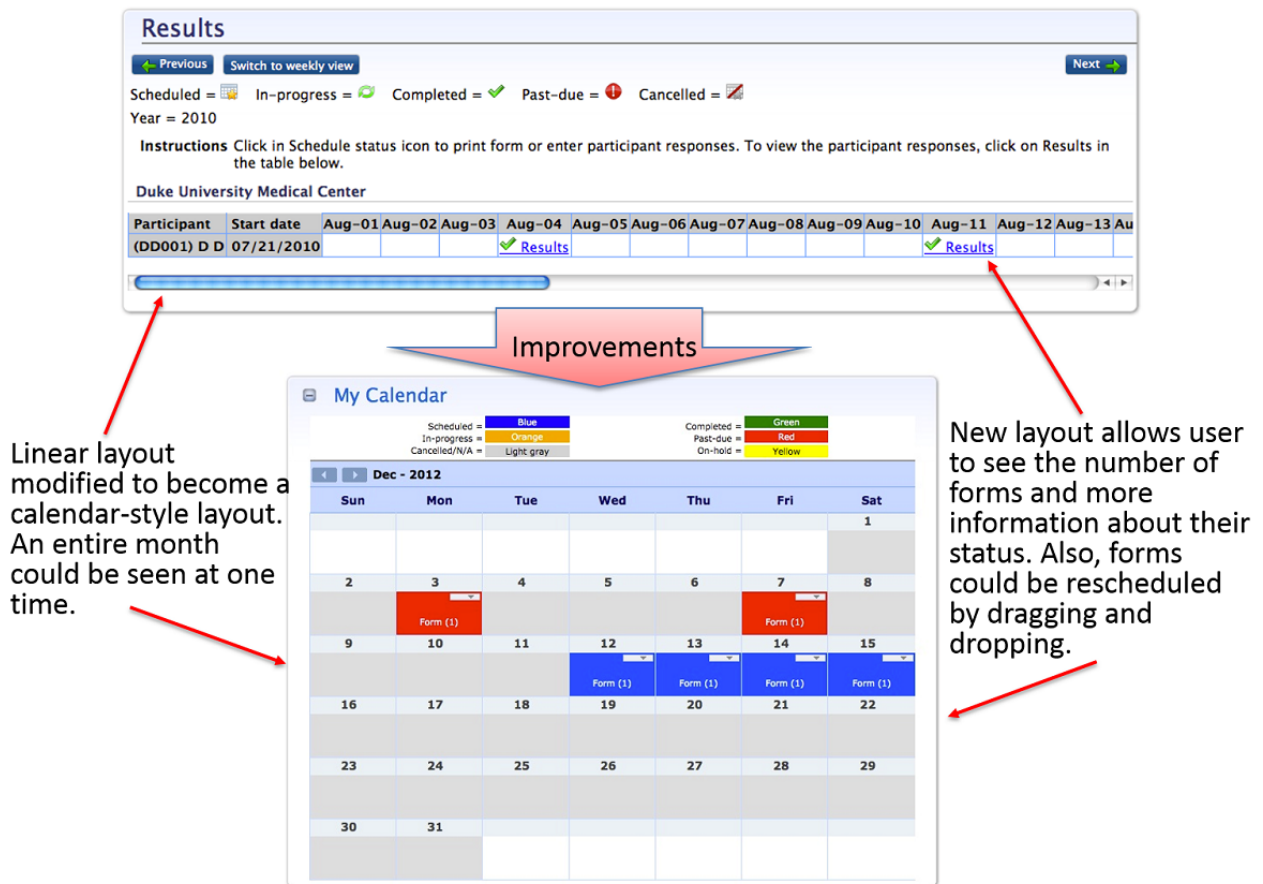 Results
Previous Switch to weekly view Next
Scheduled = In-progress = Completed = Past-due = Cancelled =
Year = 2010
Instructions Click in Schedule status icon to print form or enter participant responses. To view the participant responses, click on Results in
the table below.
Duke University Medical Center
Participant Start date Aug-01 Aug-02 Aug-03 Aug-04 Aug-05 Aug-06 Aug-07 Aug-08 Aug-09 Aug-10 Aug-11 Aug-12 Aug-13 Au
(DD001) D D 07/21/2010 Results Results
Improvements
Linear layout
modified to become a
calendar-style layout.
An entire month
could be seen at one
time.
My Calendar
Scheduled = Blue Completed = Green
In-progress = Orange Past-due = Red
Cancelled/N/A = Light gray On-hold = Yellow
Dec - 2012
Sun Mon Tue Wed Thu Fri Sat
1
2 3 4 5 6 7 8
Form (1) Form (1)
9 10 11 12 13 14 15
Form (1) Form (1) Form (1) Form (1)
16 17 18 19 20 21 22
23 24 25 26 27 28 29
30 31
New layout allows user
to see the number of
forms and more
information about their
status. Also, forms
could be rescheduled
by dragging and
dropping.